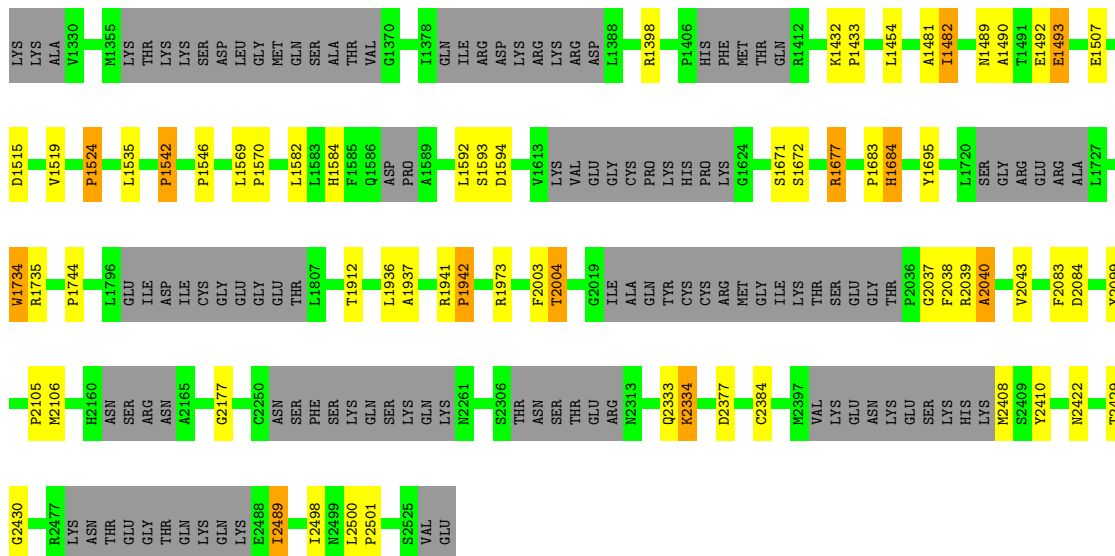 LYS LYS ALA V1330 M1355 LYS THR LYS LYS SER ASP LEU GLY MET GLN SER ALA THR VAL G1370 I1378 GLN ILE ARG ASP LYS ARG LYS ARG ASP L1388 R1398 P1406 HIS PHE MET THR GLN R1412 K1432 P1433 L1454 A1481 I1482 N1489 A1490 T1491 E1492 E1493 E1507
D1515 V1519 P1524 L1535 P1542 P1546 L1569 P1570 L1582 L1583 H1584 F1585 Q1586 ASP PRO A1589 L1592 S1593 D1594 V1613 LYS VAL GLU GLY CYS PRO LYS HIS PRO LYS G1624 S1671 S1672 R1677 P1683 H1684 Y1695 L1720 SER GLY ARG GLU ARG ALA L1727
W1734 R1735 P1744 L1796 GLU ILE ASP ILE CYS GLY GLU GLY THR L1807 T1912 L1936 A1937 R1941 P1942 R1973 F2003 T2004 G2019 ILE ALA GLN TYR CYS CYS ARG MET GLY ILE LYS THR SER GLU GLY THR P2036 G2037 F2038 R2039 A2040 V2043 F2083 D2084
P2105 M2106 H2160 ASN SER ARG ASN A2165 G2177 C2250 ASN SER PHE SER LYS GLN SER LYS GLN LYS N2261 S2306 THR ASN SER THR GLU ARG N2313 Q2333 K2334 D2377 C2384 M2397 VAL LYS GLU ASN LYS GLU SER LYS HIS LYS M2408 S2409 Y2410 N2422 T2429
G2430 R2477 LYS ASN THR GLU GLY THR GLN LYS GLN LYS E2488 I2489 I2498 N2499 L2500 P2501 S2525 VAL GLU